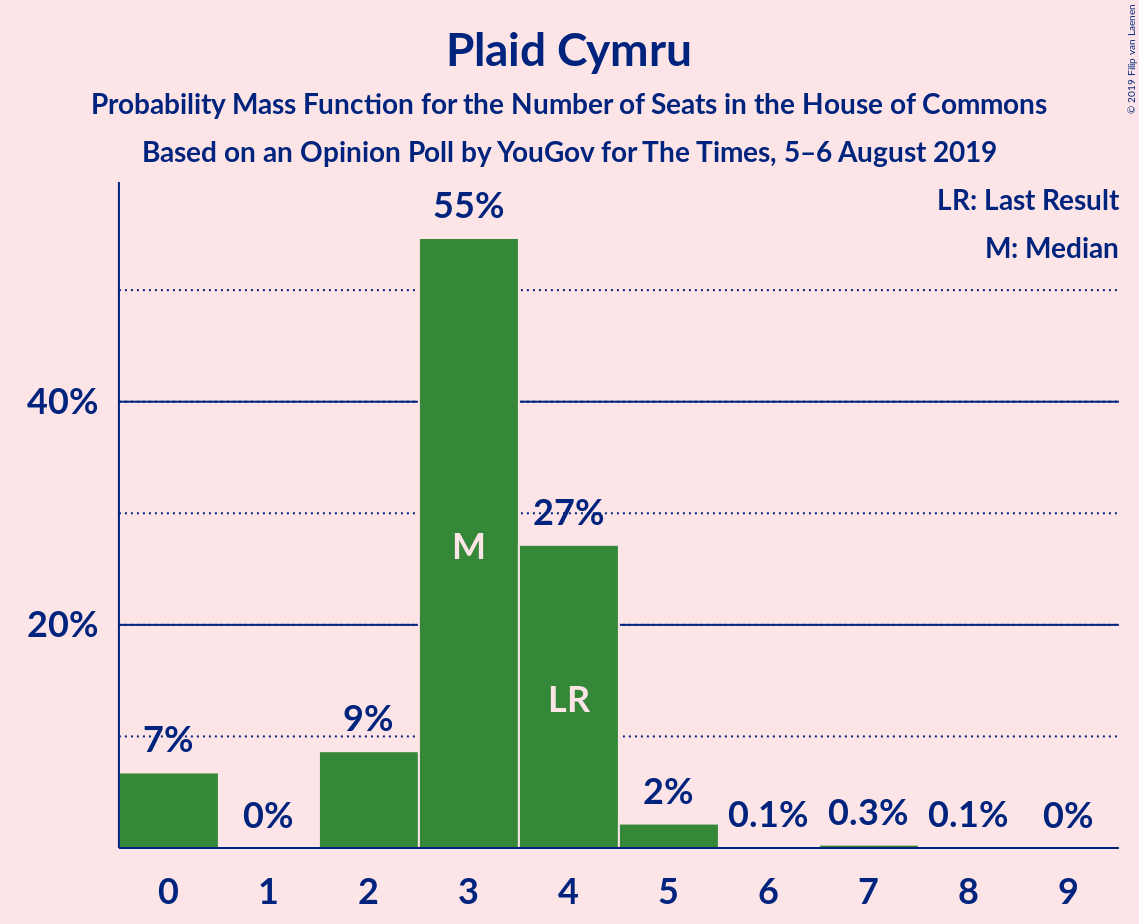 Plaid Cymru
Probability Mass Function for the Number of Seats in the House of Commons
Based on an Opinion Poll by YouGov for The Times, 5–6 August 2019
© 2019 Filip van Laenen
LR: Last Result
M: Median
55%
40%
27%
M
20%
LR
9%
7%
2%
0%
0.1%
0.3%
0.1%
0%
0 1 2 3 4 5 6 7 8 9